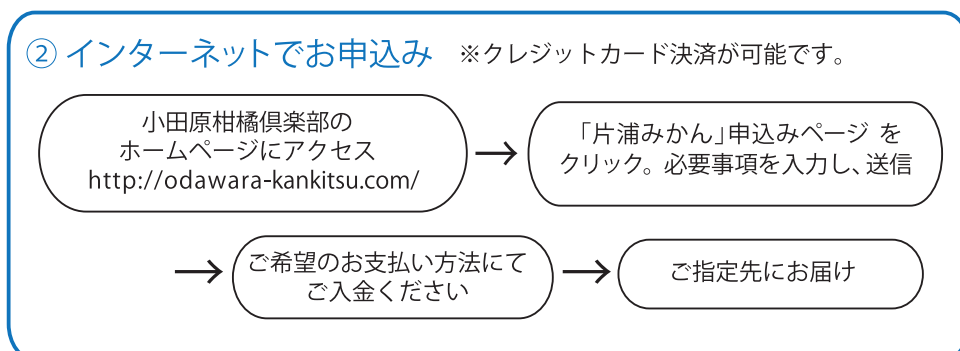 ② インターネットでお申込み ※クレジットカード決済が可能です。
小田原柑橘倶楽部の
ホームページにアクセス
http://odawara-kankitsu.com/
「片浦みかん」申込みページ を
クリック。必要事項を入力し、送信
ご希望のお支払い方法にて
ご入金ください
ご指定先にお届け